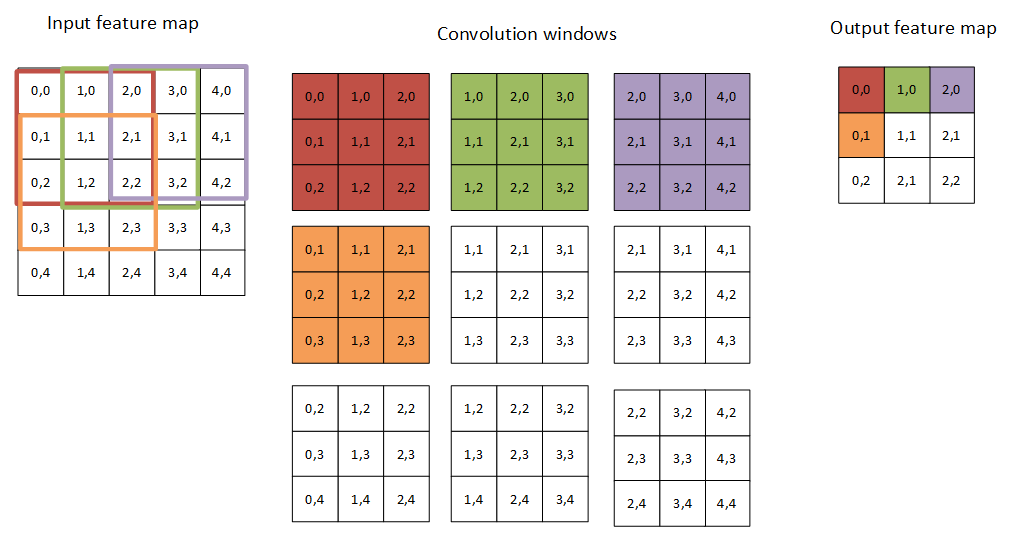 Input feature map
Convolution windows
Output feature map
0,0 1,0 2,0 3,0 4,0
0,1 1,1 2,1 3,1 4,1
0,2 1,2 2,2 3,2 4,2
0,3 1,3 2,3 3,3 4,3
0,4 1,4 2,4 3,4 4,4
0,0 1,0 2,0
0,1 1,1 2,1
0,2 1,2 2,2
1,0 2,0 3,0
1,1 2,1 3,1
1,2 2,2 3,2
2,0 3,0 4,0
2,1 3,1 4,1
2,2 3,2 4,2
0,1 1,1 2,1
0,2 1,2 2,2
0,3 1,3 2,3
1,1 2,1 3,1
1,2 2,2 3,2
1,3 2,3 3,3
2,1 3,1 4,1
2,2 3,2 4,2
2,3 3,3 4,3
0,2 1,2 2,2
0,3 1,3 2,3
0,4 1,4 2,4
1,2 2,2 3,2
1,3 2,3 3,3
1,4 2,4 3,4
2,2 3,2 4,2
2,3 3,3 4,3
2,4 3,4 4,4
0,0 1,0 2,0
0,1 1,1 2,1
0,2 2,1 2,2